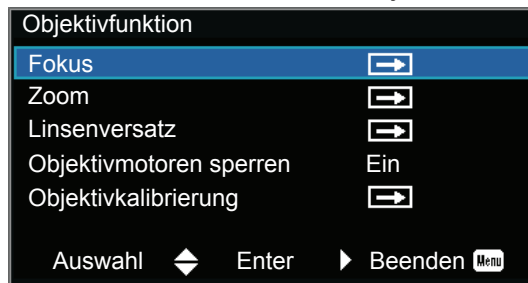 Objektivfunktion
Fokus
Zoom
Linsenversatz
Objektivmotoren sperren Ein
Objektivkalibrierung
Auswahl Enter Beenden Menu